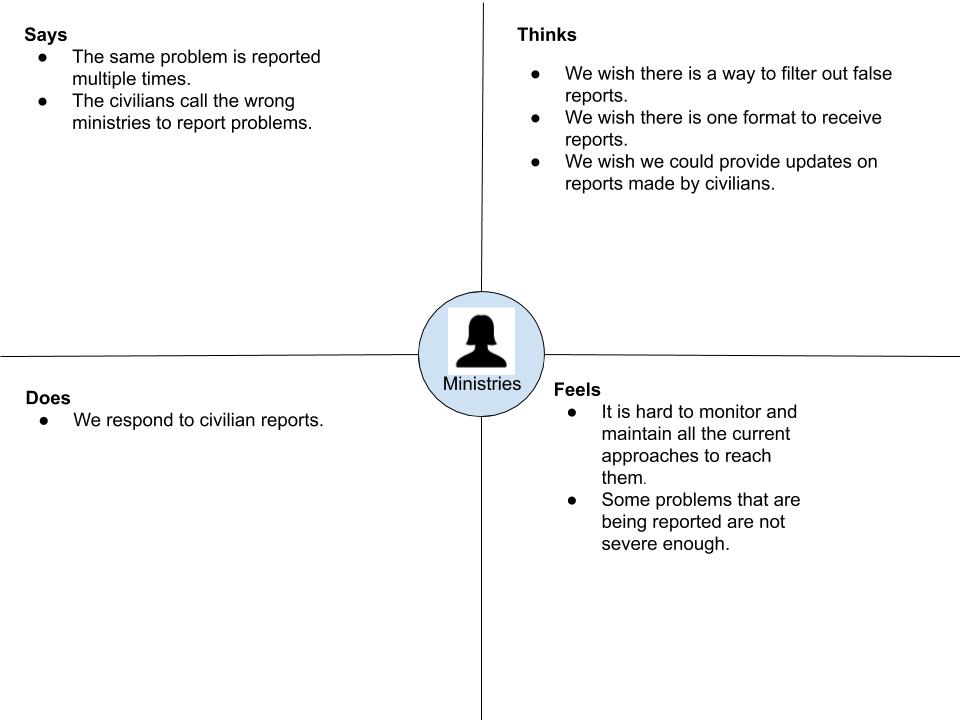 Says
● The same problem is reported
multiple times.
● The civilians call the wrong
ministries to report problems.
Thinks
● We wish there is a way to filter out false
reports.
● We wish there is one format to receive
reports.
● We wish we could provide updates on
reports made by civilians.
Ministries
Does
● We respond to civilian reports.
Feels
● It is hard to monitor and
maintain all the current
approaches to reach
them.
● Some problems that are
being reported are not
severe enough.